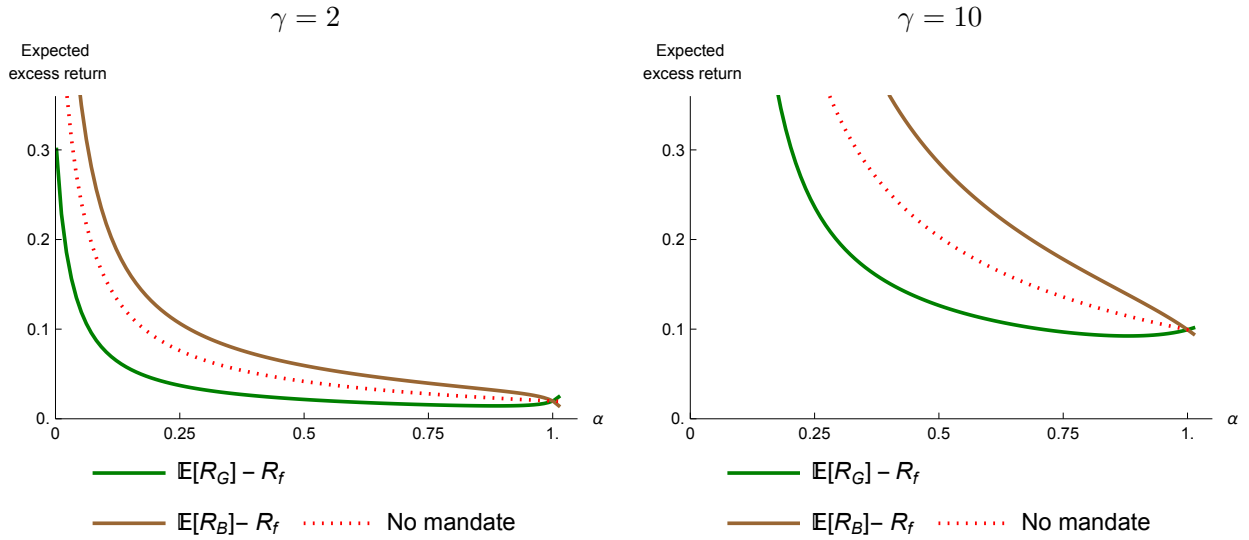 γ = 2
Expected
excess return
0.3
0.2
0.1
0.
0
0.25
0.5
0.75
1.
α
𝔼[R_G] – R_f
𝔼[R_B] – R_f
No mandate
γ = 10
Expected
excess return
0.3
0.2
0.1
0.
0
0.25
0.5
0.75
1.
α
𝔼[R_G] – R_f
𝔼[R_B] – R_f
No mandate